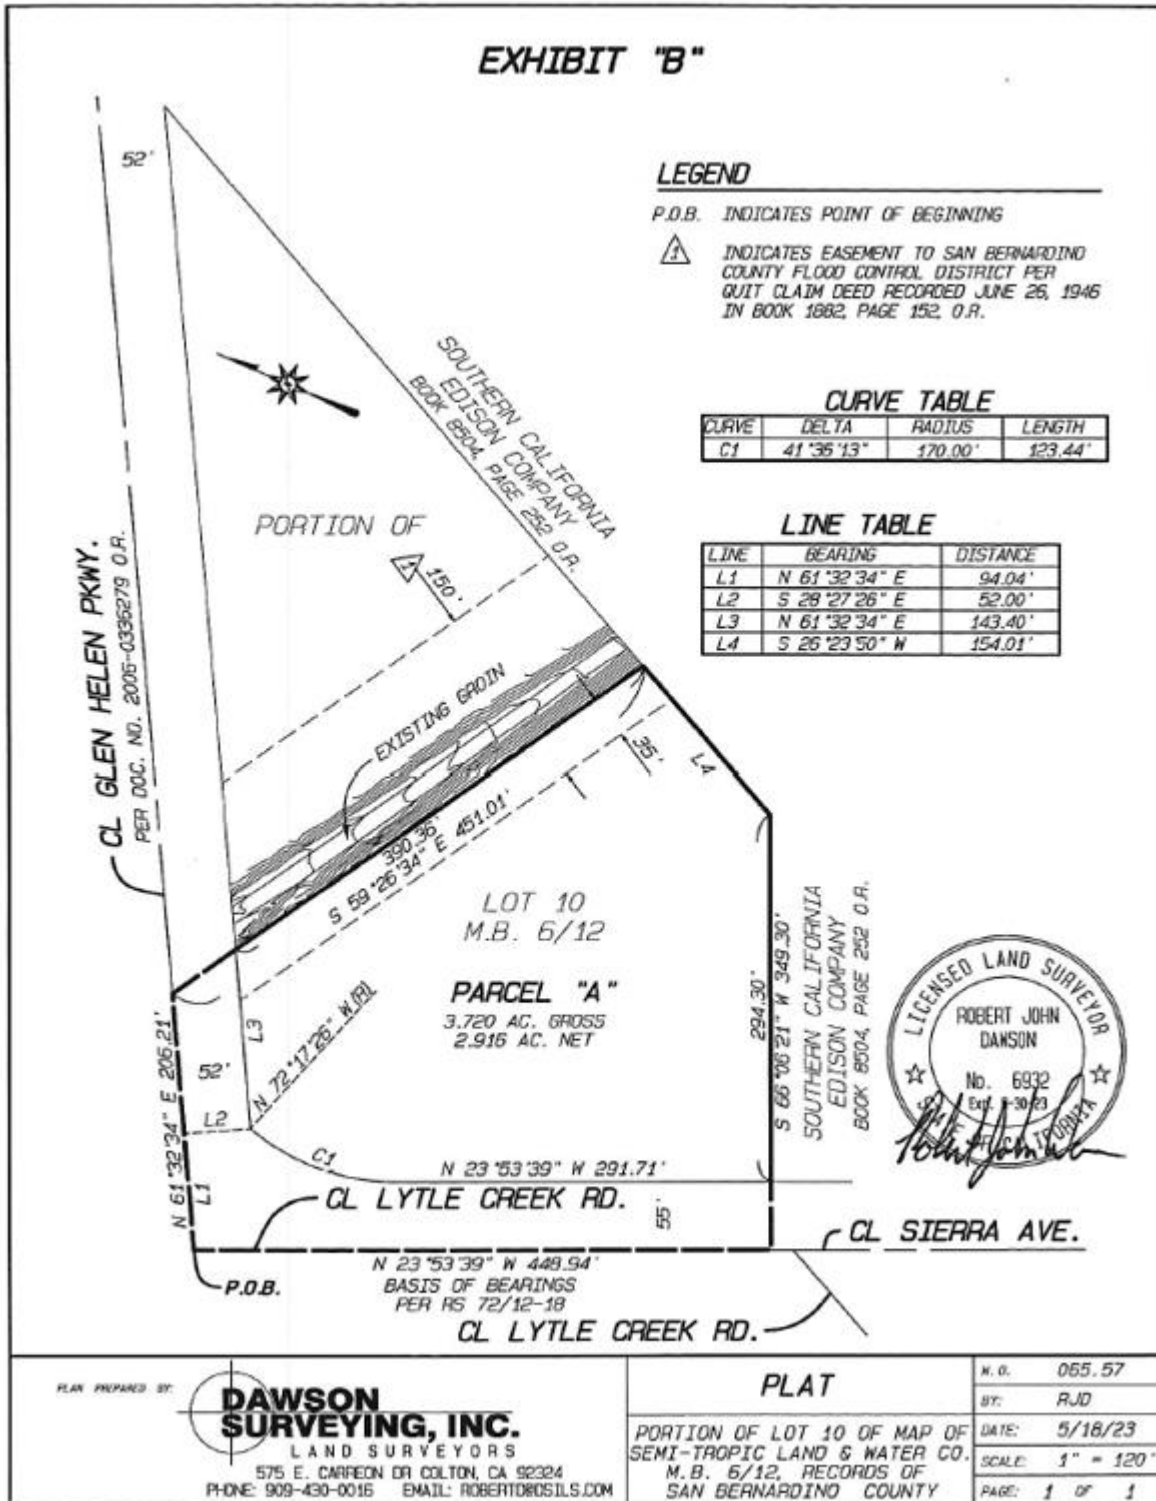 EXHIBIT "B"
52'
LEGEND
P.O.B. INDICATES POINT OF BEGINNING
1 INDICATES EASEMENT TO SAN BERNARDINO
COUNTY FLOOD CONTROL DISTRICT PER
QUIT CLAIM DEED RECORDED JUNE 26, 1946
IN BOOK 1882, PAGE 152, O.R.
CURVE TABLE
CURVE DELTA RADIUS LENGTH
C1 41°36'13" 170.00' 123.44'
LINE TABLE
LINE BEARING DISTANCE
L1 N 61°32'34" E 94.04'
L2 S 28°27'26" E 52.00'
L3 N 61°32'34" E 143.40'
L4 S 26°23'50" W 154.01'
SOUTHERN CALIFORNIA
EDISON COMPANY
BOOK 8504, PAGE 252 O.R.
PORTION OF
1
150'
CL GLEN HELEN PKWY.
PER DOC. NO. 2006-0336279 O.R.
EXISTING GROIN
35'
L4
390.36'
S 59°26'34" E 451.01'
LOT 10
M.B. 6/12
PARCEL "A"
3.720 AC. GROSS
2.916 AC. NET
L3
N 72°17'26" W (R)
52'
L2
N 61°32'34" E 206.21'
L1
C1
294.30'
S 66°06'21" W 349.30'
SOUTHERN CALIFORNIA
EDISON COMPANY
BOOK 8504, PAGE 252 O.R.
LICENSED LAND SURVEYOR
ROBERT JOHN
DAWSON
No. 6932
N 23°53'39" W 291.71'
CL LYTLE CREEK RD.
55'
CL SIERRA AVE.
P.O.B.
N 23°53'39" W 448.94'
BASIS OF BEARINGS
PER RS 72/12-18
CL LYTLE CREEK RD.
PLAN PREPARED BY:
DAWSON
SURVEYING, INC.
LAND SURVEYORS
575 E. CARREON DR COLTON, CA 92324
PHONE: 909-430-0016 EMAIL: ROBERTD@DSILS.COM
PLAT
PORTION OF LOT 10 OF MAP OF
SEMI-TROPIC LAND & WATER CO.
M.B. 6/12, RECORDS OF
SAN BERNARDINO COUNTY
W.O. 065.57
BY: RJD
DATE: 5/18/23
SCALE: 1" = 120'
PAGE: 1 OF 1